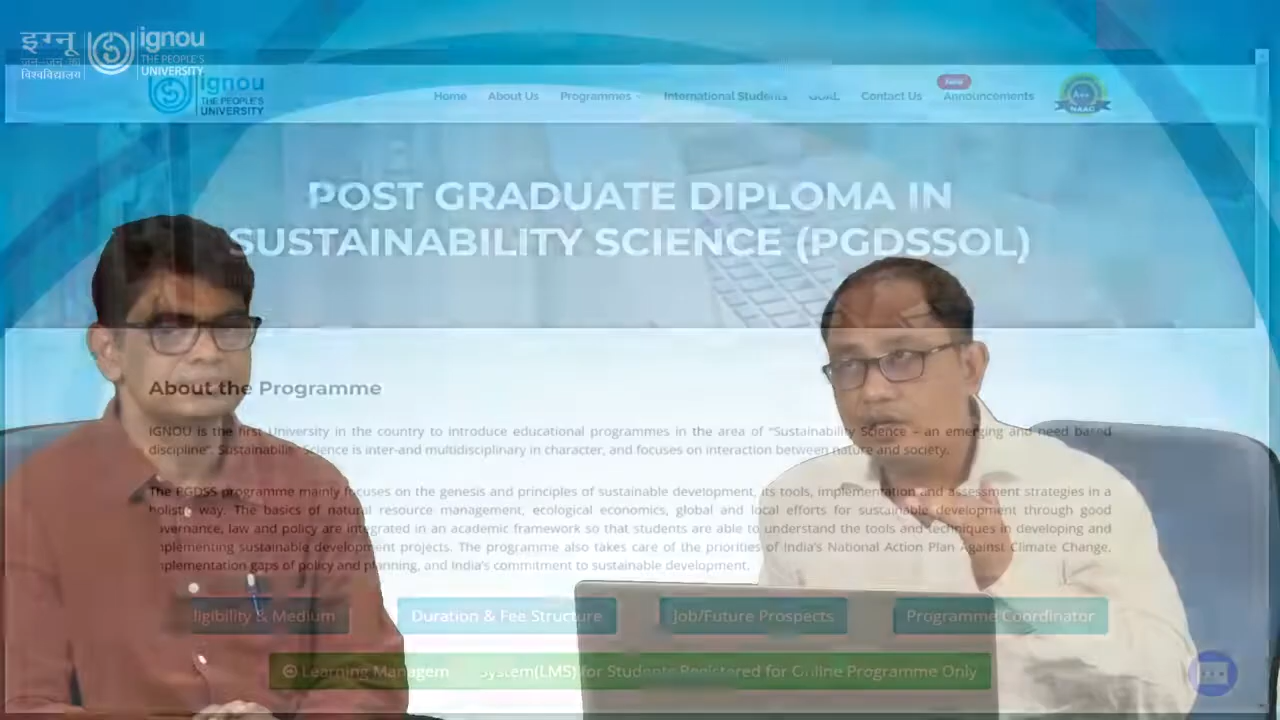 इग्नू
जन-जन का
विश्वविद्यालय
ignou
THE PEOPLE'S
UNIVERSITY
ignou
THE PEOPLE'S
UNIVERSITY
Home About Us Programmes International Students Contact Us Announcements
NAAC
POST GRADUATE DIPLOMA IN
SUSTAINABILITY SCIENCE (PGDSSOL)
About the Programme
IGNOU is the first University in the country to introduce educational programmes in the area of "Sustainability Science – an emerging and need based
discipline". Science is inter-and multidisciplinary in character, and focuses on interaction between nature and society.
The PGDSS programme mainly focuses on the genesis and principles of sustainable development, its tools, implementation and assessment strategies in a
holistic way. The basics of natural resource management, ecological economics, global and local efforts for sustainable development through good
governance, law and policy are integrated in an academic framework so that students are able to understand the tools and techniques in developing and
implementing sustainable development projects. The programme also takes care of the priorities of India's National Action Plan Against Climate Change,
implementation gaps of policy and planning, and India's commitment to sustainable development.
& Medium Duration & Fee Structure Job/Future Prospects Programme Coordinator
Learning System(LMS) for Students Registered for Online Programme Only